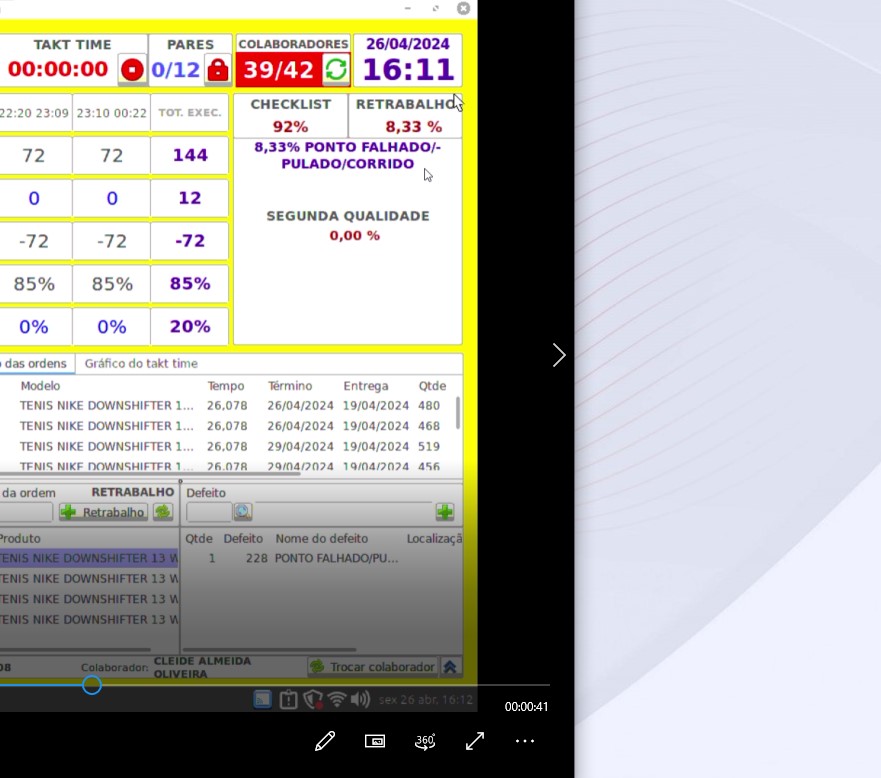 TAKT TIME PARES COLABORADORES 26/04/2024
00:00:00 0/12 39/42 16:11
22:20 23:09 23:10 00:22 TOT. EXEC. CHECKLIST RETRABALHO
92% 8,33 %
72 72 144 8,33% PONTO FALHADO/-
PULADO/CORRIDO
0 0 12
SEGUNDA QUALIDADE
-72 -72 -72 0,00 %
85% 85% 85%
0% 0% 20%
das ordens Gráfico do takt time
Modelo Tempo Término Entrega Qtde
TENIS NIKE DOWNSHIFTER 1... 26,078 26/04/2024 19/04/2024 480
TENIS NIKE DOWNSHIFTER 1... 26,078 26/04/2024 19/04/2024 468
TENIS NIKE DOWNSHIFTER 1... 26,078 29/04/2024 19/04/2024 519
TENIS NIKE DOWNSHIFTER 1... 26,078 29/04/2024 19/04/2024 456
da ordem RETRABALHO Defeito
Retrabalho
Produto Qtde Defeito Nome do defeito Localizaçã
TENIS NIKE DOWNSHIFTER 13 W 1 228 PONTO FALHADO/PU...
TENIS NIKE DOWNSHIFTER 13 W
TENIS NIKE DOWNSHIFTER 13 W
TENIS NIKE DOWNSHIFTER 13 W
08 Colaborador: CLEIDE ALMEIDA OLIVEIRA Trocar colaborador
sex 26 abr, 16:12
00:00:41
360°